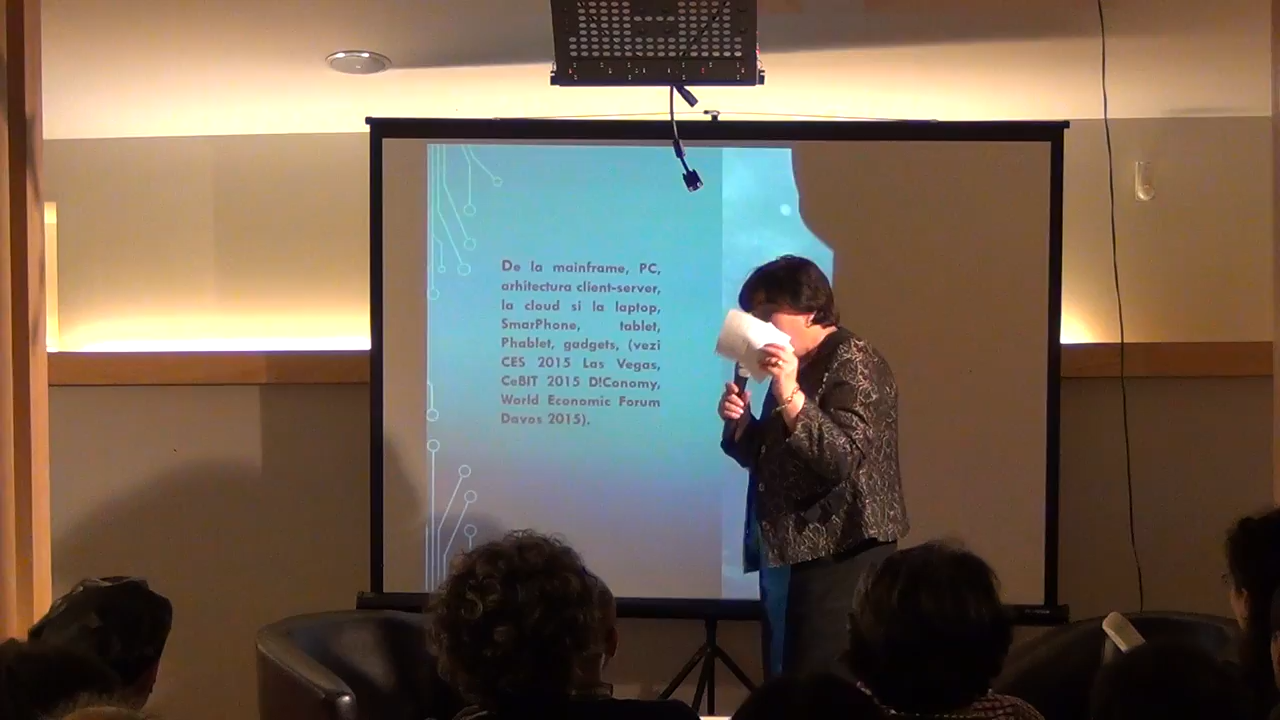 De la mainframe, PC,
arhitectura client-server,
la cloud si la laptop,
SmarPhone, tablet,
Phablet, gadgets, (vezi
CES 2015 Las Vegas,
CeBIT 2015 D!Conomy,
World Economic Forum
Davos 2015).